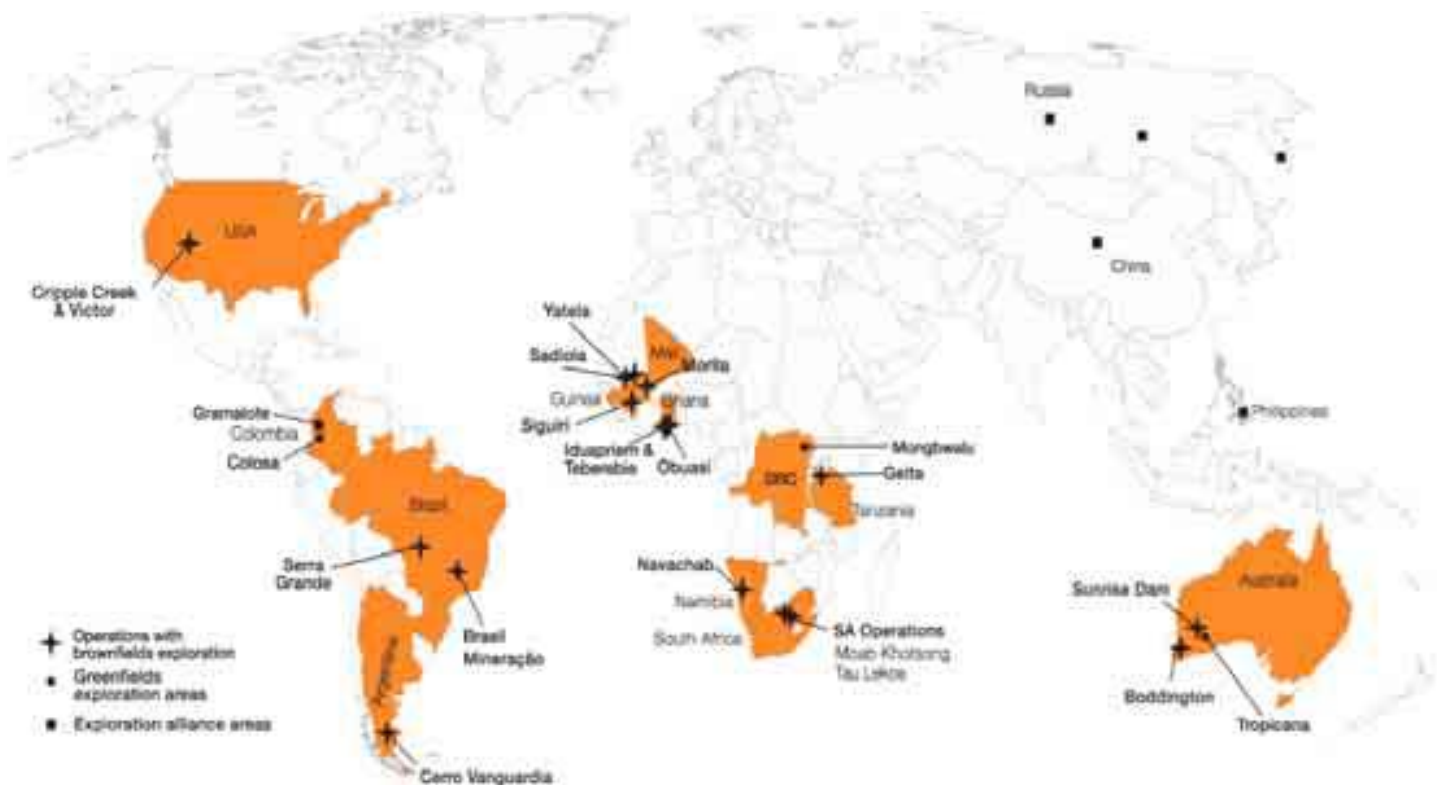 Russia
USA
China
Cripple Creek
& Victor
Yatela
Sadiola
Mali
Morila
Guinea
Ghana
Siguiri
Iduapriem &
Teberebie
Obuasi
Philippines
Gramalote
Colombia
Colosa
Mongbwalu
DRC
Geita
Tanzania
Brazil
Serra
Grande
Navachab
Namibia
South Africa
SA Operations
Moab Khotsong
Tau Lekoa
Sunrise Dam
Australia
Brasil
Mineração
Argentina
Boddington
Tropicana
Cerro Vanguardia
Operations with
brownfields exploration
Greenfields
exploration areas
Exploration alliance areas